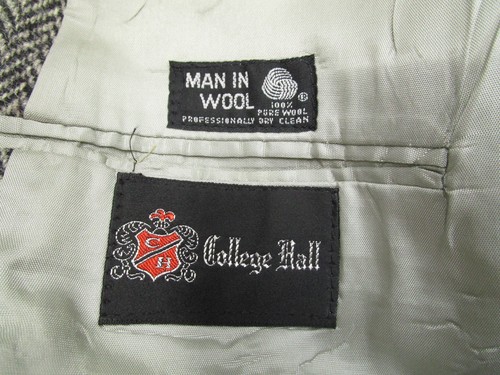 MAN IN
WOOL
100%
PURE WOOL
PROFESSIONALLY DRY CLEAN
®
C
H
College Hall